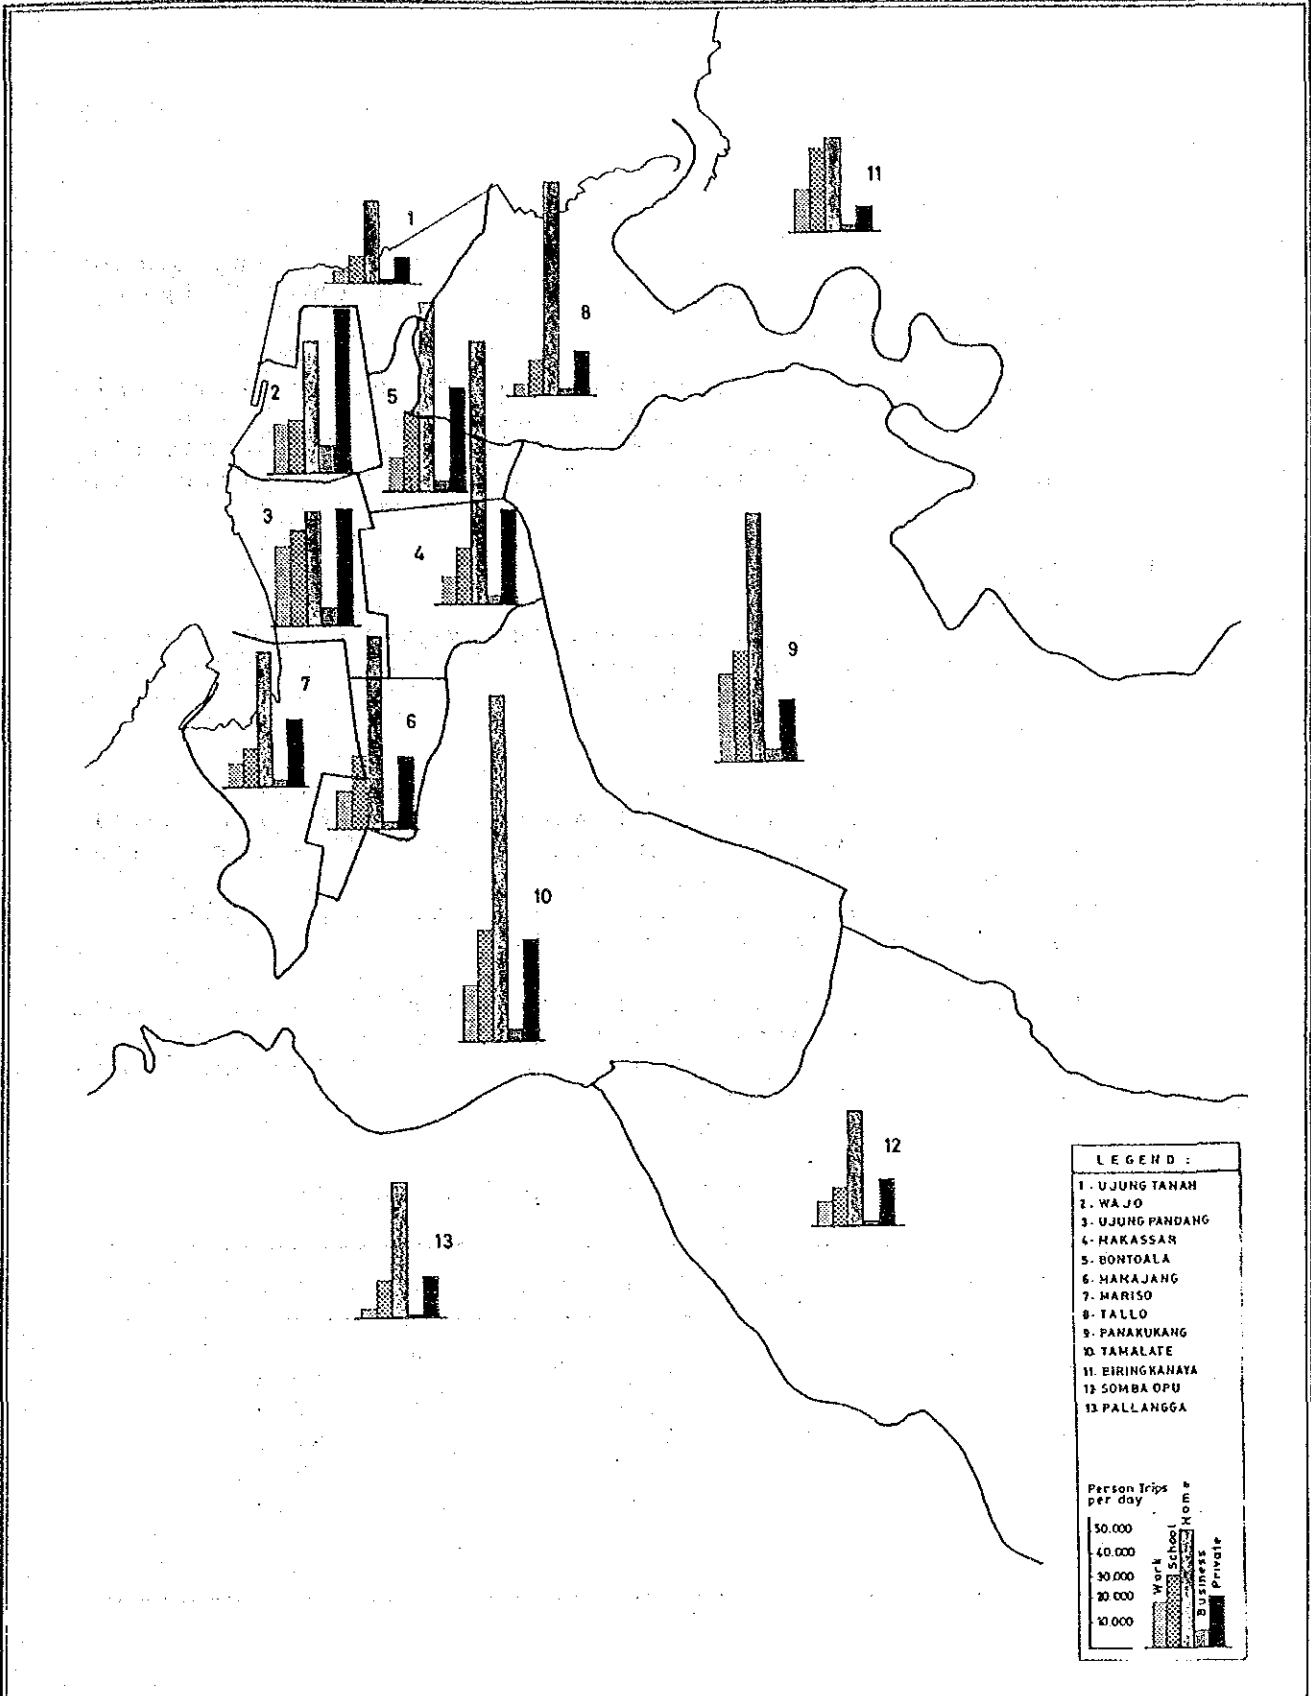 11
1
8
2
5
3
4
9
7
6
10
12
13
LEGEND :
1 - UJUNG TANAH
2. WAJO
3- UJUNG PANDANG
4- MAKASSAR
5- BONTOALA
6- MAMAJANG
7- MARISO
8- TALLO
9- PANAKUKANG
10 TAMALATE
11. BIRINGKANAYA
12 SOMBA OPU
13 PALLANGGA
Person Trips
per day
50.000
40.000
30.000
20.000
10.000
Work
School
Home
Business
Private